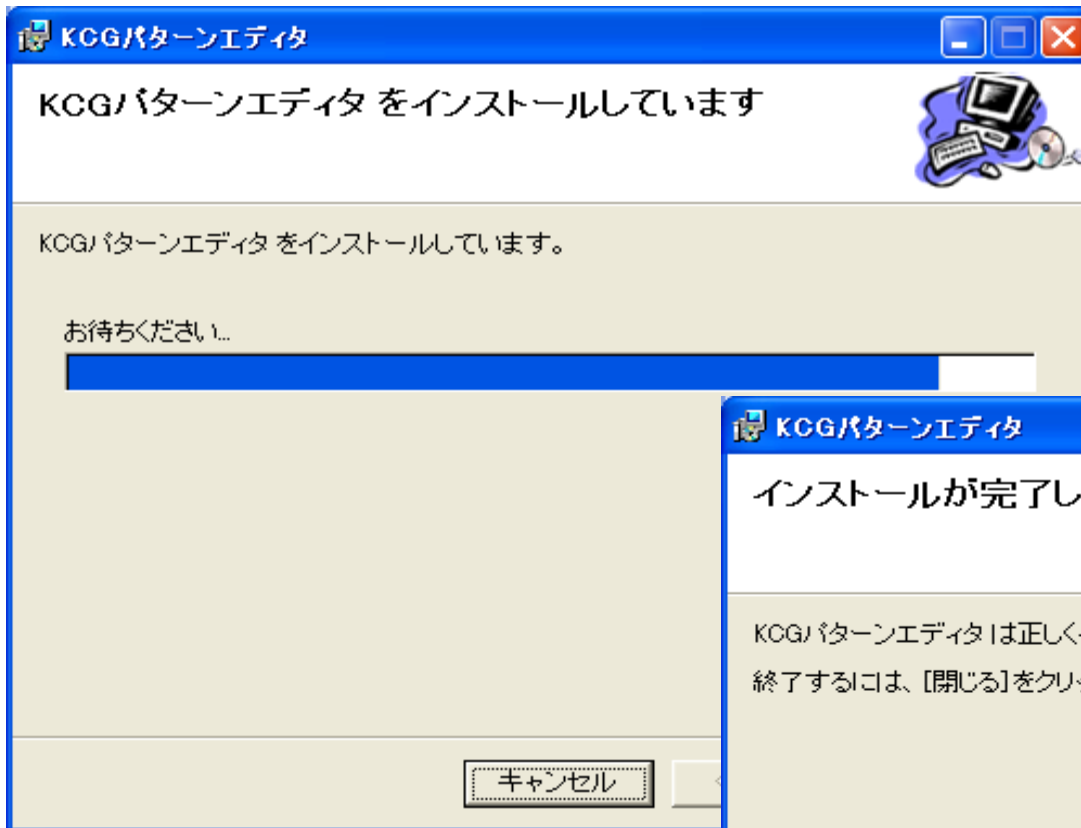 KCGパターンエディタ
KCGパターンエディタ をインストールしています
KCGパターンエディタ をインストールしています。
お待ちください...
キャンセル
KCGパターンエディタ
インストールが完了し
KCGパターンエディタ は正しく
終了するには、[閉じる]をクリ